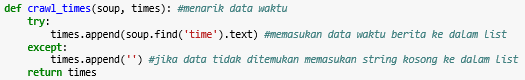 def crawl_times(soup, times): #menarik data waktu
    try:
        times.append(soup.find('time').text) #memasukan data waktu berita ke dalam list
    except:
        times.append('') #jika data tidak ditemukan memasukan string kosong ke dalam list
    return times